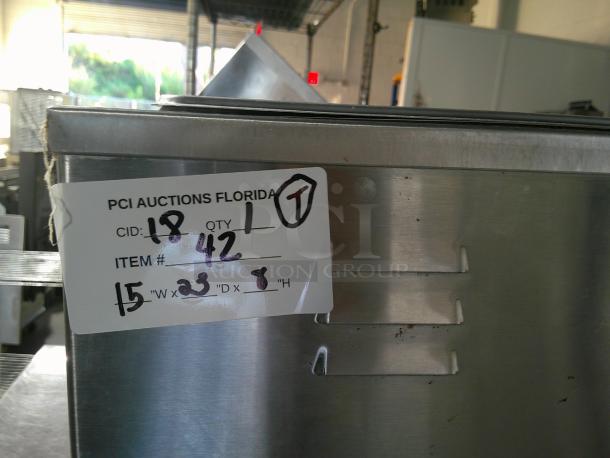 PCI AUCTIONS FLORIDA T
CID: 18 QTY 1
ITEM # 42
15 "W x 23 "D x 8 "H
PCI
AUCTION GROUP